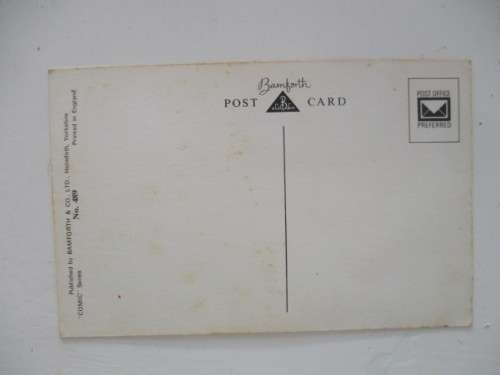 Bamforth
POST CARD
POST OFFICE
PREFERRED
Published by BAMFORTH & CO., LTD., Holmfirth, Yorkshire
"COMIC" Series
No. 489
Printed in England